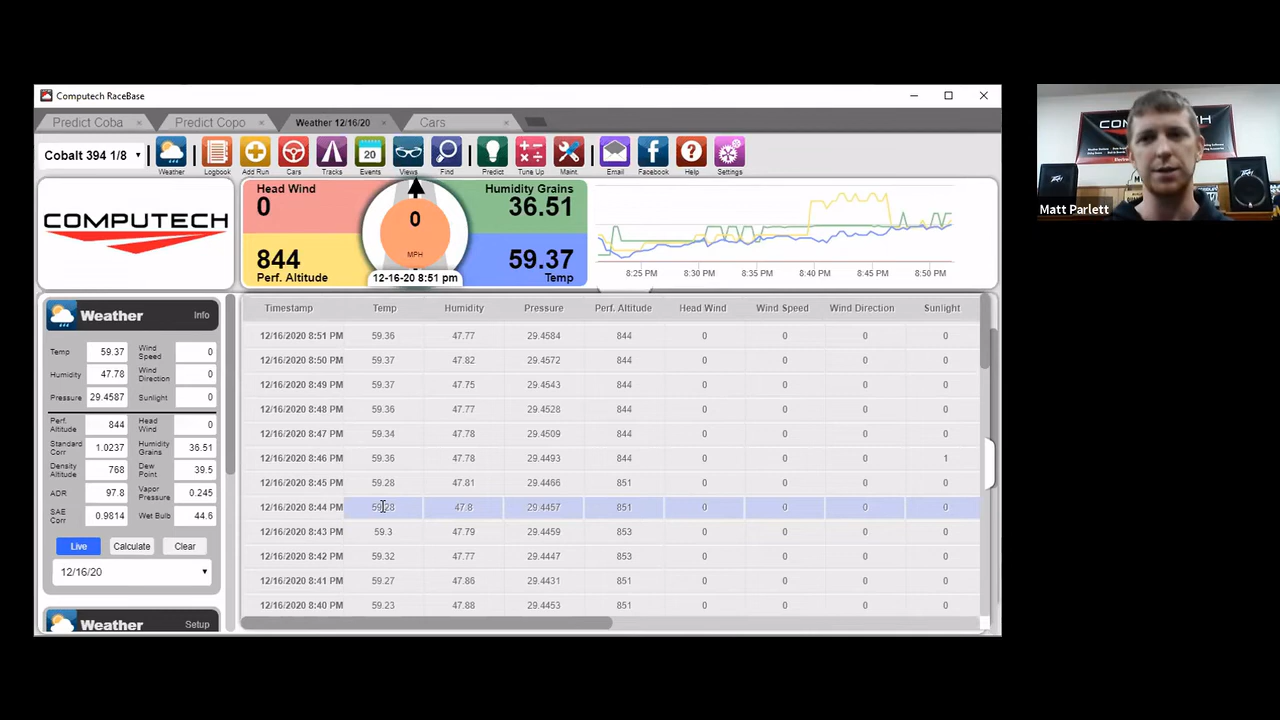 Computech RaceBase
Predict Coba × Predict Copo × Weather 12/16/20 × Cars ×
Cobalt 394 1/8
20
Weather Logbook Add Run Cars Tracks Events Views Find Predict Tune Up Maint. Email Facebook Help Settings
COMPUTECH
Head Wind
0
844
Perf. Altitude
0
MPH
12-16-20 8:51 pm
Humidity Grains
36.51
59.37
Temp
8:25 PM 8:30 PM 8:35 PM 8:40 PM 8:45 PM 8:50 PM
Weather Info
Temp 59.37 Wind Speed 0
Humidity 47.78 Wind Direction 0
Pressure 29.4587 Sunlight 0
Perf. Altitude 844 Head Wind 0
Standard Corr 1.0237 Humidity Grains 36.51
Density Altitude 768 Dew Point 39.5
ADR 97.8 Vapor Pressure 0.245
SAE Corr 0.9814 Wet Bulb 44.6
Live Calculate Clear
12/16/20
Weather Setup
Timestamp Temp Humidity Pressure Perf. Altitude Head Wind Wind Speed Wind Direction Sunlight
12/16/2020 8:51 PM 59.36 47.77 29.4584 844 0 0 0 0
12/16/2020 8:50 PM 59.37 47.82 29.4572 844 0 0 0 0
12/16/2020 8:49 PM 59.37 47.75 29.4543 844 0 0 0 0
12/16/2020 8:48 PM 59.36 47.77 29.4528 844 0 0 0 0
12/16/2020 8:47 PM 59.34 47.78 29.4509 844 0 0 0 0
12/16/2020 8:46 PM 59.36 47.78 29.4493 844 0 0 0 1
12/16/2020 8:45 PM 59.28 47.81 29.4466 851 0 0 0 0
12/16/2020 8:44 PM 59.28 47.8 29.4457 851 0 0 0 0
12/16/2020 8:43 PM 59.3 47.79 29.4459 853 0 0 0 0
12/16/2020 8:42 PM 59.32 47.77 29.4447 853 0 0 0 0
12/16/2020 8:41 PM 59.27 47.86 29.4431 851 0 0 0 0
12/16/2020 8:40 PM 59.23 47.88 29.4453 851 0 0 0 0
PEAVEY
Matt Parlett